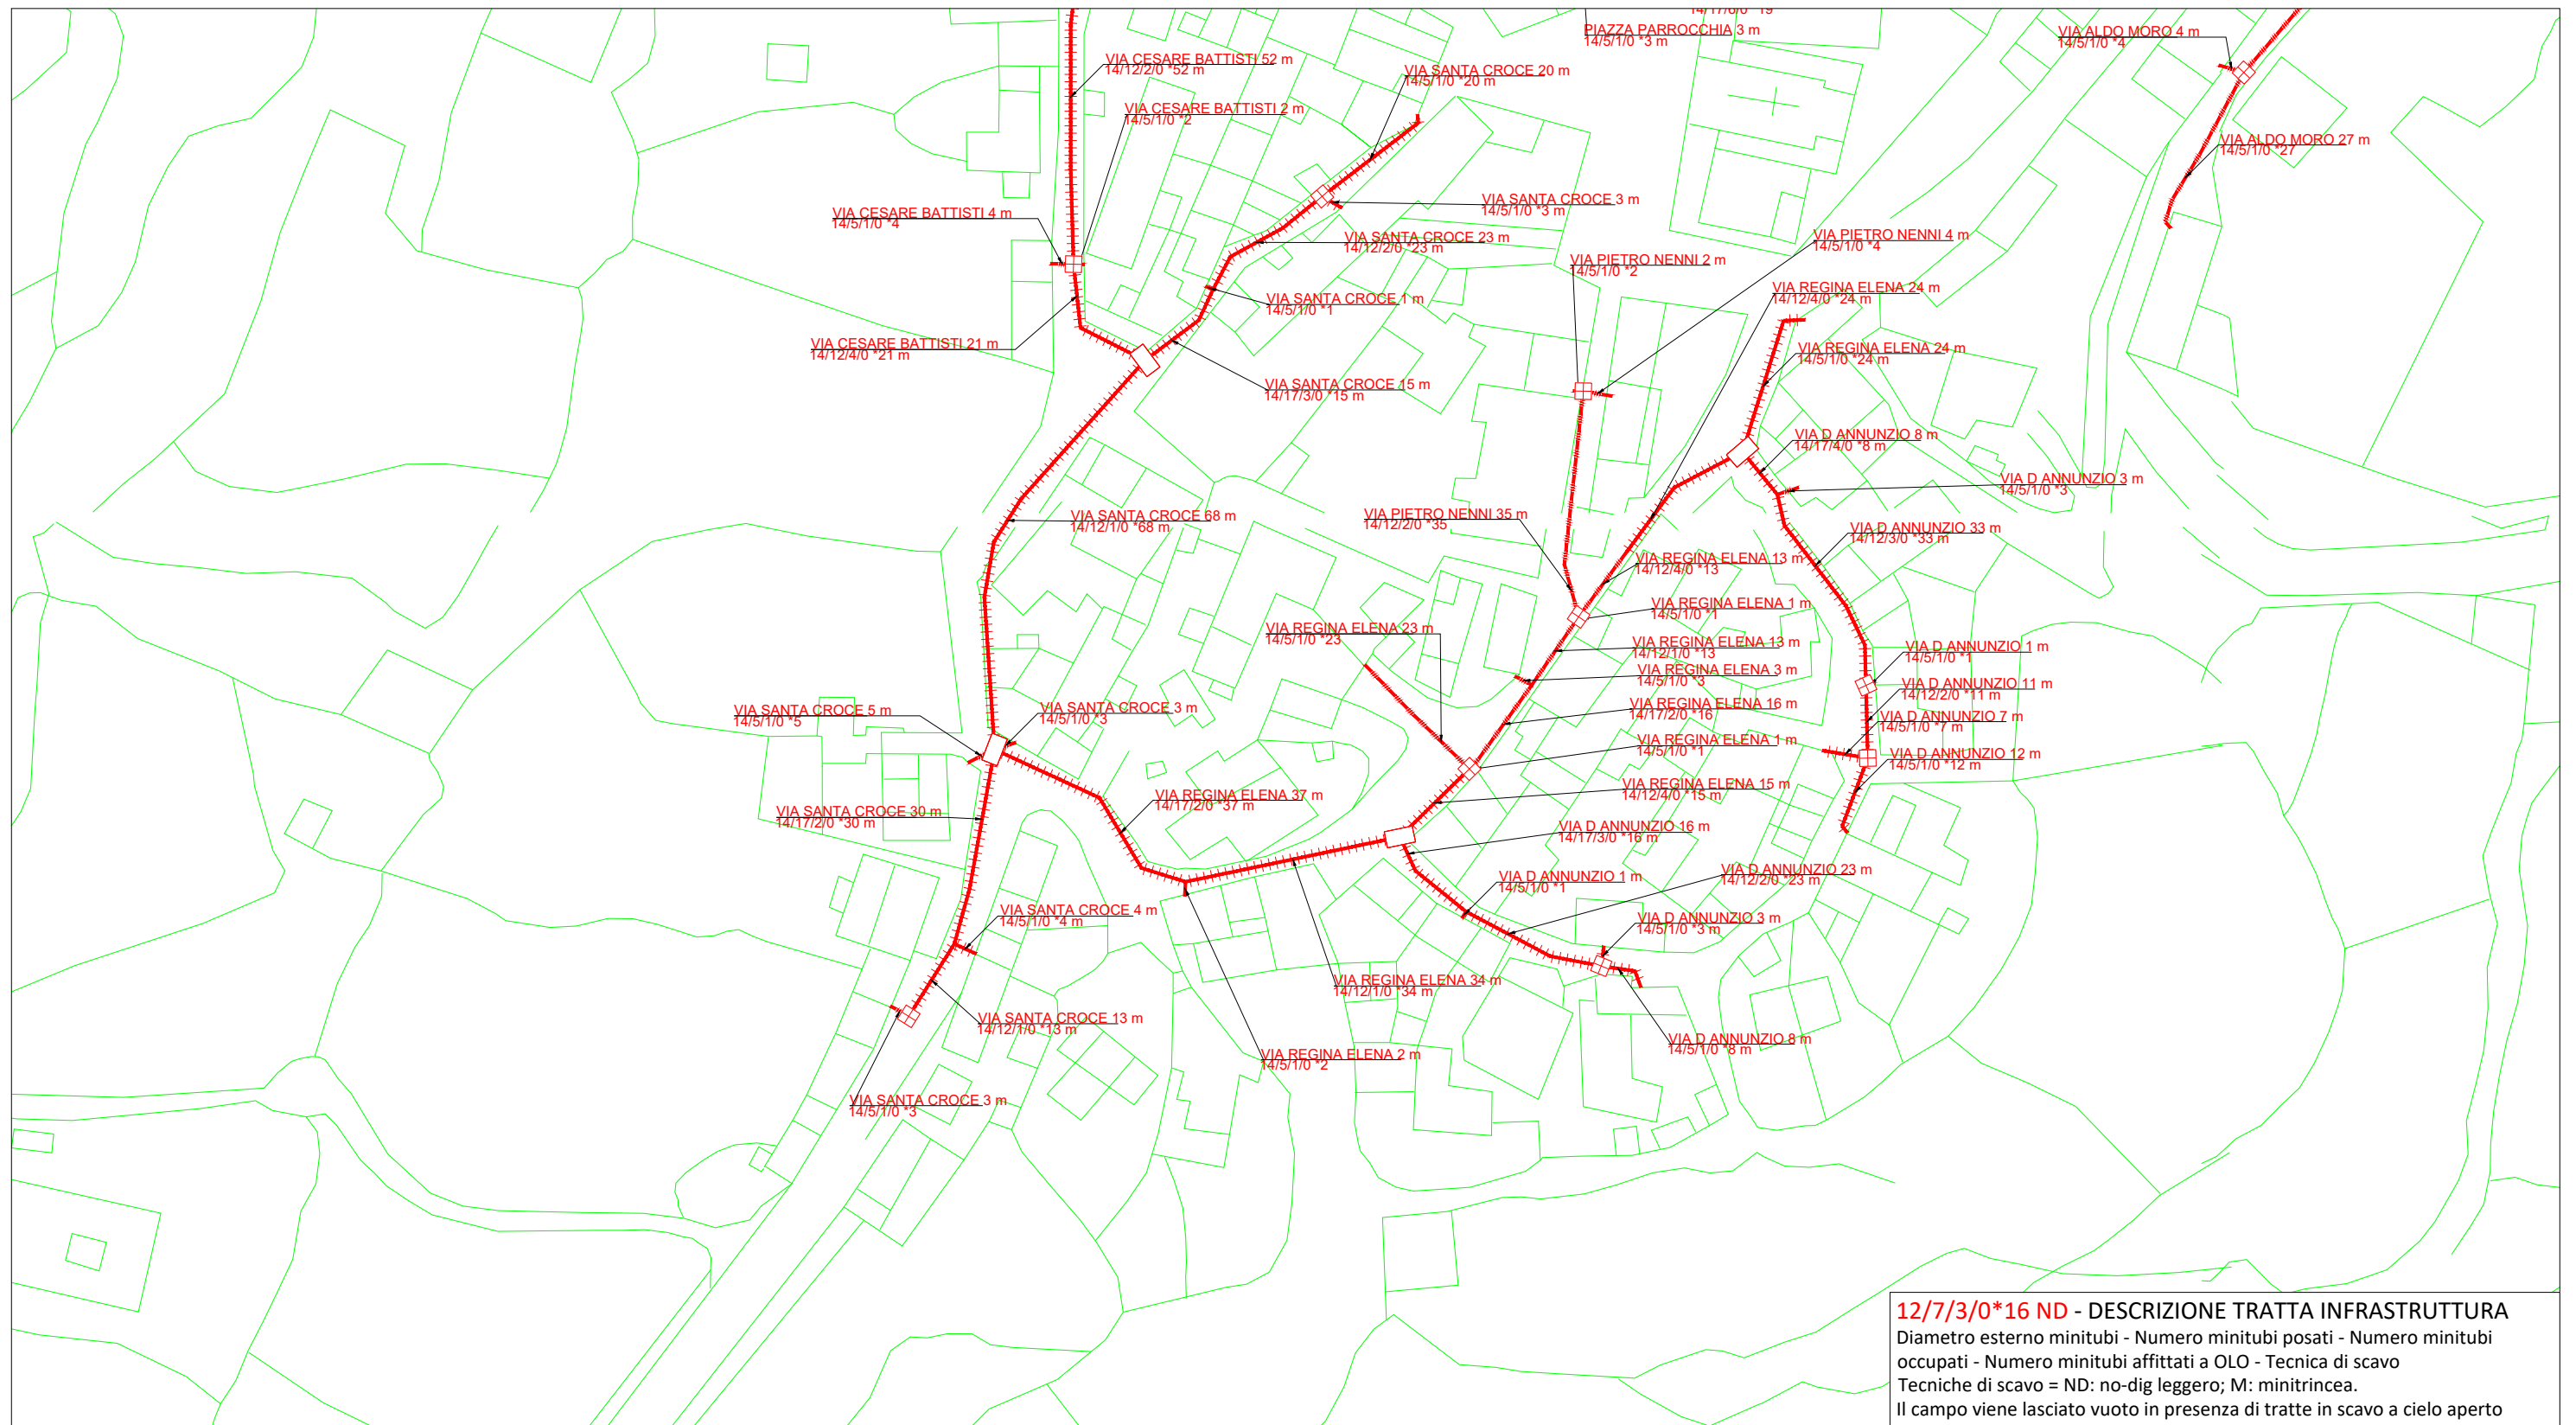 14/17/6/0 *19
PIAZZA PARROCCHIA 3 m
14/5/1/0 *3 m
VIA ALDO MORO 4 m
14/5/1/0 *4
VIA CESARE BATTISTI 52 m
14/12/2/0 *52 m
VIA SANTA CROCE 20 m
14/5/1/0 *20 m
VIA CESARE BATTISTI 2 m
14/5/1/0 *2
VIA ALDO MORO 27 m
14/5/1/0 *27
VIA SANTA CROCE 3 m
14/5/1/0 *3 m
VIA CESARE BATTISTI 4 m
14/5/1/0 *4
VIA SANTA CROCE 23 m
14/12/2/0 *23 m
VIA PIETRO NENNI 4 m
14/5/1/0 *4
VIA PIETRO NENNI 2 m
14/5/1/0 *2
VIA REGINA ELENA 24 m
14/12/4/0 *24 m
VIA SANTA CROCE 1 m
14/5/1/0 *1
VIA CESARE BATTISTI 21 m
14/12/4/0 *21 m
VIA REGINA ELENA 24 m
14/5/1/0 *24 m
VIA SANTA CROCE 15 m
14/17/3/0 *15 m
VIA D ANNUNZIO 8 m
14/17/4/0 *8 m
VIA D ANNUNZIO 3 m
14/5/1/0 *3
VIA SANTA CROCE 68 m
14/12/1/0 *68 m
VIA PIETRO NENNI 35 m
14/12/2/0 *35
VIA D ANNUNZIO 33 m
14/12/3/0 *33 m
VIA REGINA ELENA 13 m
14/12/4/0 *13
VIA REGINA ELENA 1 m
14/5/1/0 *1
VIA REGINA ELENA 23 m
14/5/1/0 *23
VIA REGINA ELENA 13 m
14/12/1/0 *13
VIA D ANNUNZIO 1 m
14/5/1/0 *1
VIA REGINA ELENA 3 m
14/5/1/0 *3
VIA D ANNUNZIO 11 m
14/12/2/0 *11 m
VIA SANTA CROCE 5 m
14/5/1/0 *5
VIA SANTA CROCE 3 m
14/5/1/0 *3
VIA REGINA ELENA 16 m
14/17/2/0 *16
VIA D ANNUNZIO 7 m
14/5/1/0 *7 m
VIA REGINA ELENA 1 m
14/5/1/0 *1
VIA D ANNUNZIO 12 m
14/5/1/0 *12 m
VIA REGINA ELENA 15 m
14/12/4/0 *15 m
VIA REGINA ELENA 37 m
14/17/2/0 *37 m
VIA SANTA CROCE 30 m
14/17/2/0 *30 m
VIA D ANNUNZIO 16 m
14/17/3/0 *16 m
VIA D ANNUNZIO 1 m
14/5/1/0 *1
VIA D ANNUNZIO 23 m
14/12/2/0 *23 m
VIA SANTA CROCE 4 m
14/5/1/0 *4 m
VIA D ANNUNZIO 3 m
14/5/1/0 *3 m
VIA REGINA ELENA 34 m
14/12/1/0 *34 m
VIA SANTA CROCE 13 m
14/12/1/0 *13 m
VIA D ANNUNZIO 8 m
14/5/1/0 *8 m
VIA REGINA ELENA 2 m
14/5/1/0 *2
VIA SANTA CROCE 3 m
14/5/1/0 *3
12/7/3/0*16 ND - DESCRIZIONE TRATTA INFRASTRUTTURA
Diametro esterno minitubi - Numero minitubi posati - Numero minitubi
occupati - Numero minitubi affittati a OLO - Tecnica di scavo
Tecniche di scavo = ND: no-dig leggero; M: minitrincea.
Il campo viene lasciato vuoto in presenza di tratte in scavo a cielo aperto